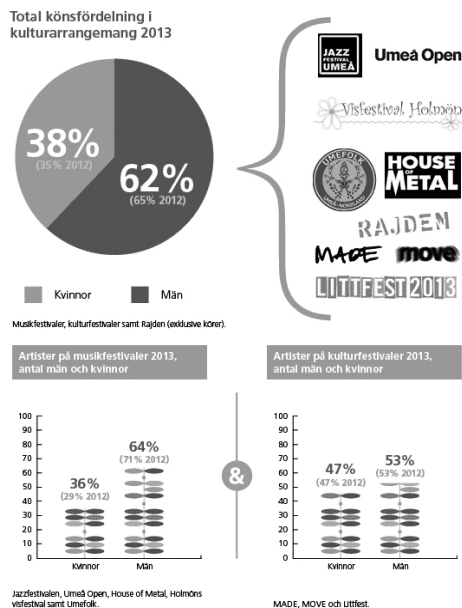 Total könsfördelning i
kulturarrangemang 2013
38%
(35% 2012)
62%
(65% 2012)
Kvinnor
Män
Musikfestivaler, kulturfestivaler samt Rajden (exklusive körer).
JAZZ
FESTIVAL
UMEÅ
Umeå Open
Visfestival Holmön
UMEFOLK
UMEÅ · NORRLAND
HOUSE
OF
METAL
RAJDEN
MADE
move
LITTFEST 2013
Artister på musikfestivaler 2013,
antal män och kvinnor
100
90
80
70
60
50
40
30
20
10
0
36%
(29% 2012)
64%
(71% 2012)
Kvinnor
Män
Jazzfestivalen, Umeå Open, House of Metal, Holmöns
visfestival samt Umefolk.
&
Artister på kulturfestivaler 2013,
antal män och kvinnor
100
90
80
70
60
50
40
30
20
10
0
47%
(47% 2012)
53%
(53% 2012)
Kvinnor
Män
MADE, MOVE och Littfest.